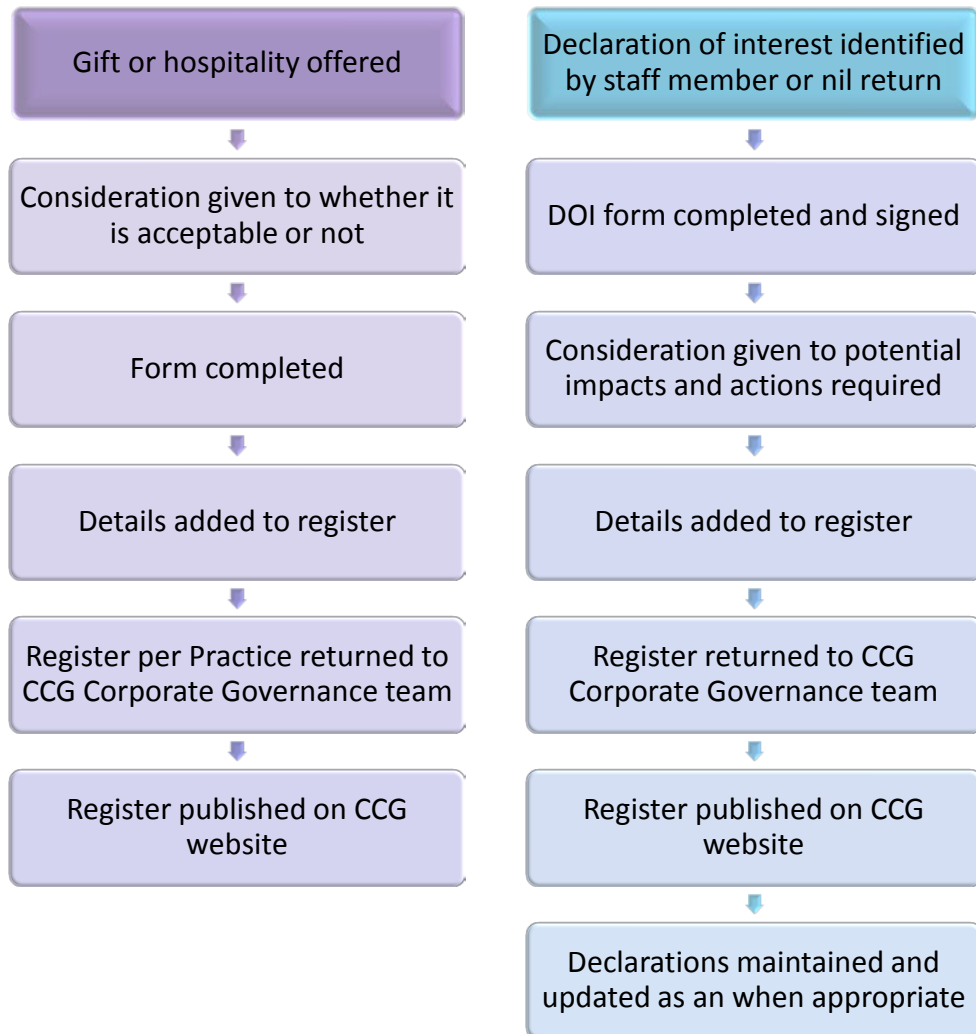 Gift or hospitality offered
Consideration given to whether it
is acceptable or not
Form completed
Details added to register
Register per Practice returned to
CCG Corporate Governance team
Register published on CCG
website
Declaration of interest identified
by staff member or nil return
DOI form completed and signed
Consideration given to potential
impacts and actions required
Details added to register
Register returned to CCG
Corporate Governance team
Register published on CCG
website
Declarations maintained and
updated as an when appropriate